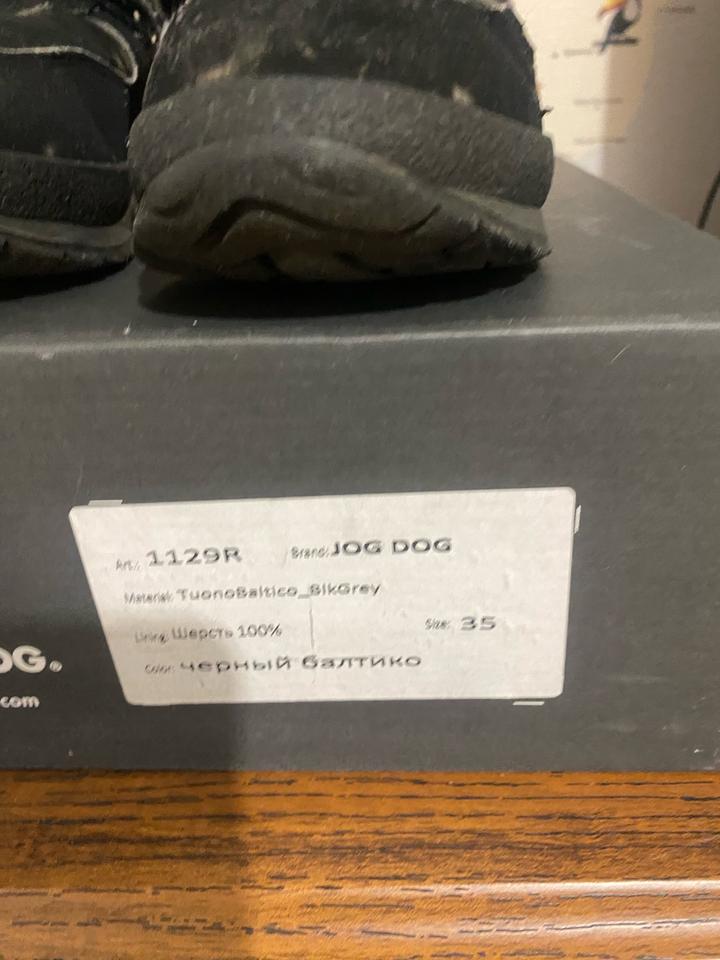 Art.: 1129R Brand: JOG DOG
Material: TuonoBaltico_BlkGrey
Lining: Шерсть 100% Size: 35
Color: черный балтико
OG®
com